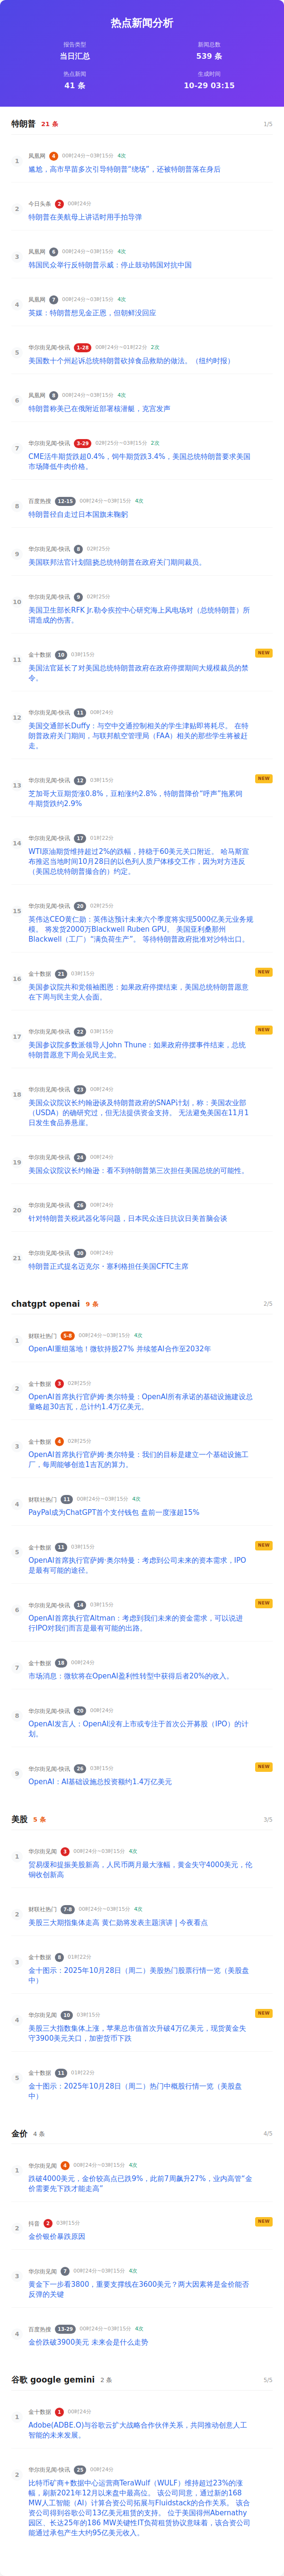 热点新闻分析
报告类型
新闻总数
当日汇总
539 条
热点新闻
生成时间
41 条
10-29 03:15
特朗普 21 条 1/5
1
凤凰网 4 00时24分~03时15分 4次
尴尬，高市早苗多次引导特朗普“绕场”，还被特朗普落在身后
2
今日头条 2 00时24分
特朗普在美航母上讲话时用手拍导弹
3
凤凰网 6 00时24分~03时15分 4次
韩国民众举行反特朗普示威：停止鼓动韩国对抗中国
4
凤凰网 7 00时24分~03时15分 4次
英媒：特朗普想见金正恩，但朝鲜没回应
5
华尔街见闻-快讯 1-28 00时24分~01时22分 2次
美国数十个州起诉总统特朗普砍掉食品救助的做法。（纽约时报）
6
凤凰网 8 00时24分~03时15分 4次
特朗普称美已在俄附近部署核潜艇，克宫发声
7
华尔街见闻-快讯 3-29 02时25分~03时15分 2次
CME活牛期货跌超0.4%，饲牛期货跌3.4%，美国总统特朗普要求美国
市场降低牛肉价格。
8
百度热搜 12-15 00时24分~03时15分 4次
特朗普径自走过日本国旗未鞠躬
9
华尔街见闻-快讯 8 02时25分
美国联邦法官计划阻挠总统特朗普在政府关门期间裁员。
10
华尔街见闻-快讯 9 02时25分
美国卫生部长RFK Jr.勒令疾控中心研究海上风电场对（总统特朗普）所
谓造成的伤害。
11
金十数据 10 03时15分 NEW
美国法官延长了对美国总统特朗普政府在政府停摆期间大规模裁员的禁
令。
12
华尔街见闻-快讯 11 00时24分
美国交通部长Duffy：与空中交通控制相关的学生津贴即将耗尽。 在特
朗普政府关门期间，与联邦航空管理局（FAA）相关的那些学生将被赶
走。
13
华尔街见闻-快讯 12 03时15分 NEW
芝加哥大豆期货涨0.8%，豆粕涨约2.8%，特朗普降价“呼声”拖累饲
牛期货跌约2.9%
14
华尔街见闻-快讯 17 01时22分
WTI原油期货维持超过2%的跌幅，持稳于60美元关口附近。 哈马斯宣
布推迟当地时间10月28日的以色列人质尸体移交工作，因为对方违反
（美国总统特朗普撮合的）约定。
15
华尔街见闻-快讯 20 02时25分
英伟达CEO黄仁勋：英伟达预计未来六个季度将实现5000亿美元业务规
模。 将发货2000万Blackwell Ruben GPU。 美国亚利桑那州
Blackwell（工厂）“满负荷生产”。 等待特朗普政府批准对沙特出口。
16
金十数据 21 03时15分 NEW
美国参议院共和党领袖图恩：如果政府停摆结束，美国总统特朗普愿意
在下周与民主党人会面。
17
华尔街见闻-快讯 22 03时15分 NEW
美国参议院多数派领导人John Thune：如果政府停摆事件结束，总统
特朗普愿意下周会见民主党。
18
华尔街见闻-快讯 23 00时24分
美国众议院议长约翰逊谈及特朗普政府的SNAP计划，称：美国农业部
（USDA）的确研究过，但无法提供资金支持。 无法避免美国在11月1
日发生食品券悬崖。
19
华尔街见闻-快讯 24 00时24分
美国众议院议长约翰逊：看不到特朗普第三次担任美国总统的可能性。
20
华尔街见闻-快讯 26 00时24分
针对特朗普关税武器化等问题，日本民众连日抗议日美首脑会谈
21
华尔街见闻-快讯 30 00时24分
特朗普正式提名迈克尔・塞利格担任美国CFTC主席
chatgpt openai 9 条 2/5
1
财联社热门 5-8 00时24分~03时15分 4次
OpenAI重组落地！微软持股27% 并续签AI合作至2032年
2
金十数据 3 02时25分
OpenAI首席执行官萨姆·奥尔特曼：OpenAI所有承诺的基础设施建设总
量略超30吉瓦，总计约1.4万亿美元。
3
金十数据 4 02时25分
OpenAI首席执行官萨姆·奥尔特曼：我们的目标是建立一个基础设施工
厂，每周能够创造1吉瓦的算力。
4
财联社热门 11 00时24分~03时15分 4次
PayPal成为ChatGPT首个支付钱包 盘前一度涨超15%
5
金十数据 11 03时15分 NEW
OpenAI首席执行官萨姆·奥尔特曼：考虑到公司未来的资本需求，IPO
是最有可能的途径。
6
华尔街见闻-快讯 14 03时15分 NEW
OpenAI首席执行官Altman：考虑到我们未来的资金需求，可以说进
行IPO对我们而言是最有可能的出路。
7
金十数据 18 00时24分
市场消息：微软将在OpenAI盈利性转型中获得后者20%的收入。
8
华尔街见闻-快讯 20 00时24分
OpenAI发言人：OpenAI没有上市或专注于首次公开募股（IPO）的计
划。
9
华尔街见闻-快讯 26 03时15分 NEW
OpenAI：AI基础设施总投资额约1.4万亿美元
美股 5 条 3/5
1
华尔街见闻 3 00时24分~03时15分 4次
贸易缓和提振美股新高，人民币两月最大涨幅，黄金失守4000美元，伦
铜收创新高
2
财联社热门 7-8 00时24分~03时15分 4次
美股三大期指集体走高 黄仁勋将发表主题演讲 | 今夜看点
3
金十数据 8 01时22分
金十图示：2025年10月28日（周二）美股热门股票行情一览（美股盘
中）
4
华尔街见闻 10 03时15分 NEW
美股三大指数集体上涨，苹果总市值首次升破4万亿美元，现货黄金失
守3900美元关口，加密货币下跌
5
金十数据 11 01时22分
金十图示：2025年10月28日（周二）热门中概股行情一览（美股盘
中）
金价 4 条 4/5
1
华尔街见闻 4 00时24分~03时15分 4次
跌破4000美元，金价较高点已跌9%，此前7周飙升27%，业内高管“金
价需要先下跌才能走高”
2
抖音 2 03时15分 NEW
金价银价暴跌原因
3
华尔街见闻 7 00时24分~03时15分 4次
黄金下一步看3800，重要支撑线在3600美元？两大因素将是金价能否
反弹的关键
4
百度热搜 13-29 00时24分~03时15分 4次
金价跌破3900美元 未来会是什么走势
谷歌 google gemini 2 条 5/5
1
金十数据 1 00时24分
Adobe(ADBE.O)与谷歌云扩大战略合作伙伴关系，共同推动创意人工
智能的未来发展。
2
华尔街见闻-快讯 25 00时24分
比特币矿商+数据中心运营商TeraWulf（WULF）维持超过23%的涨
幅，刷新2021年12月以来盘中最高位。 该公司同意，通过新的168
MW人工智能（AI）计算合资公司拓展与Fluidstack的合作关系。 该合
资公司得到谷歌公司13亿美元租赁的支持。 位于美国得州Abernathy
园区、长达25年的186 MW关键性IT负荷租赁协议意味着，该合资公司
能通过承包产生大约95亿美元收入。